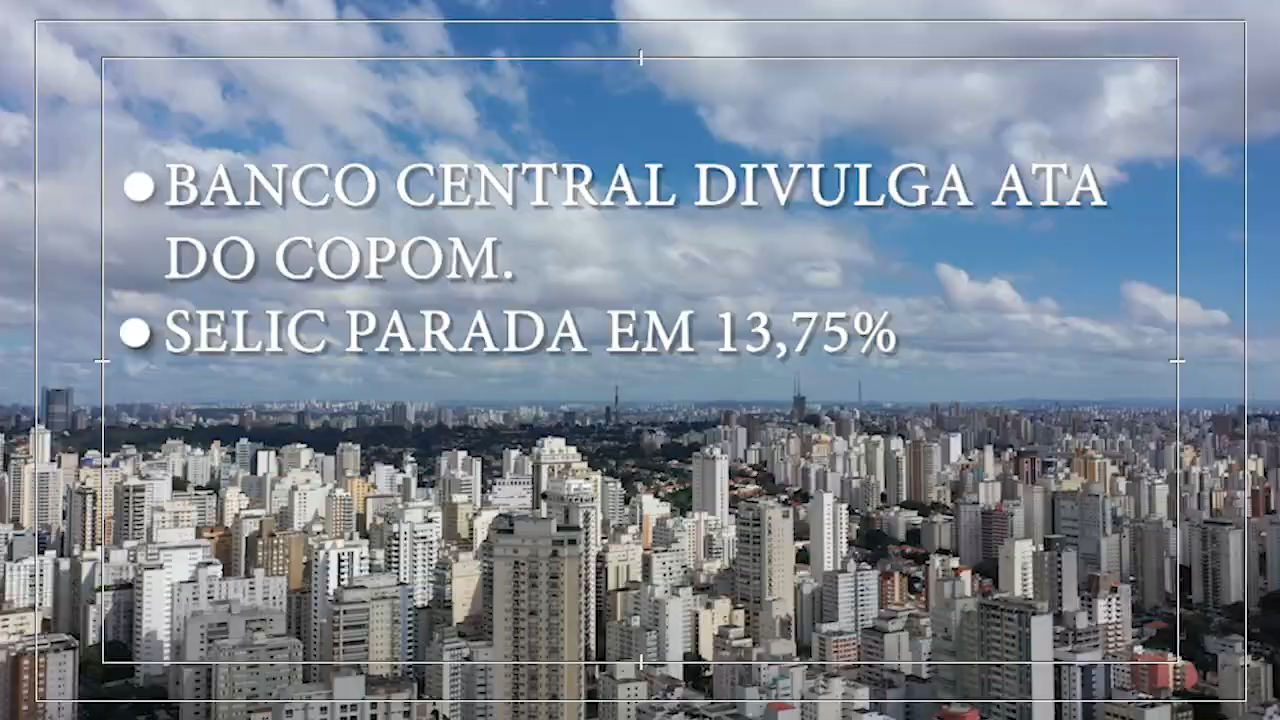 ● BANCO CENTRAL DIVULGA ATA
DO COPOM.
● SELIC PARADA EM 13,75%